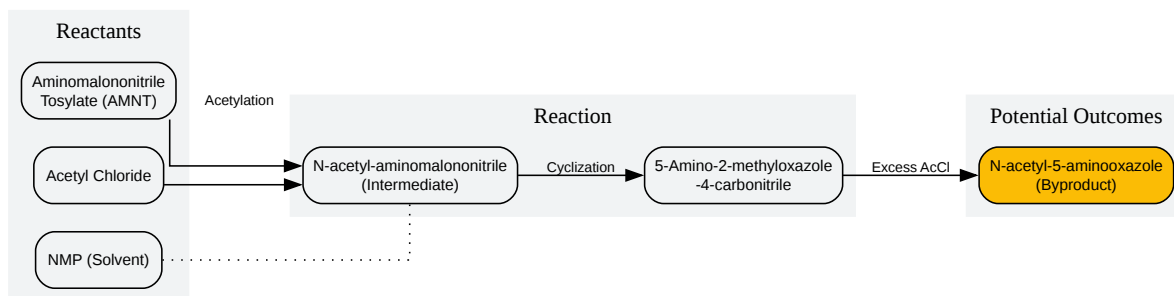 Reactants
Aminomalononitrile
Tosylate (AMNT)
Acetyl Chloride
NMP (Solvent)
Acetylation
Reaction
N-acetyl-aminomalononitrile
(Intermediate)
Cyclization
5-Amino-2-methyloxazole
-4-carbonitrile
Excess AcCl
Potential Outcomes
N-acetyl-5-aminooxazole
(Byproduct)